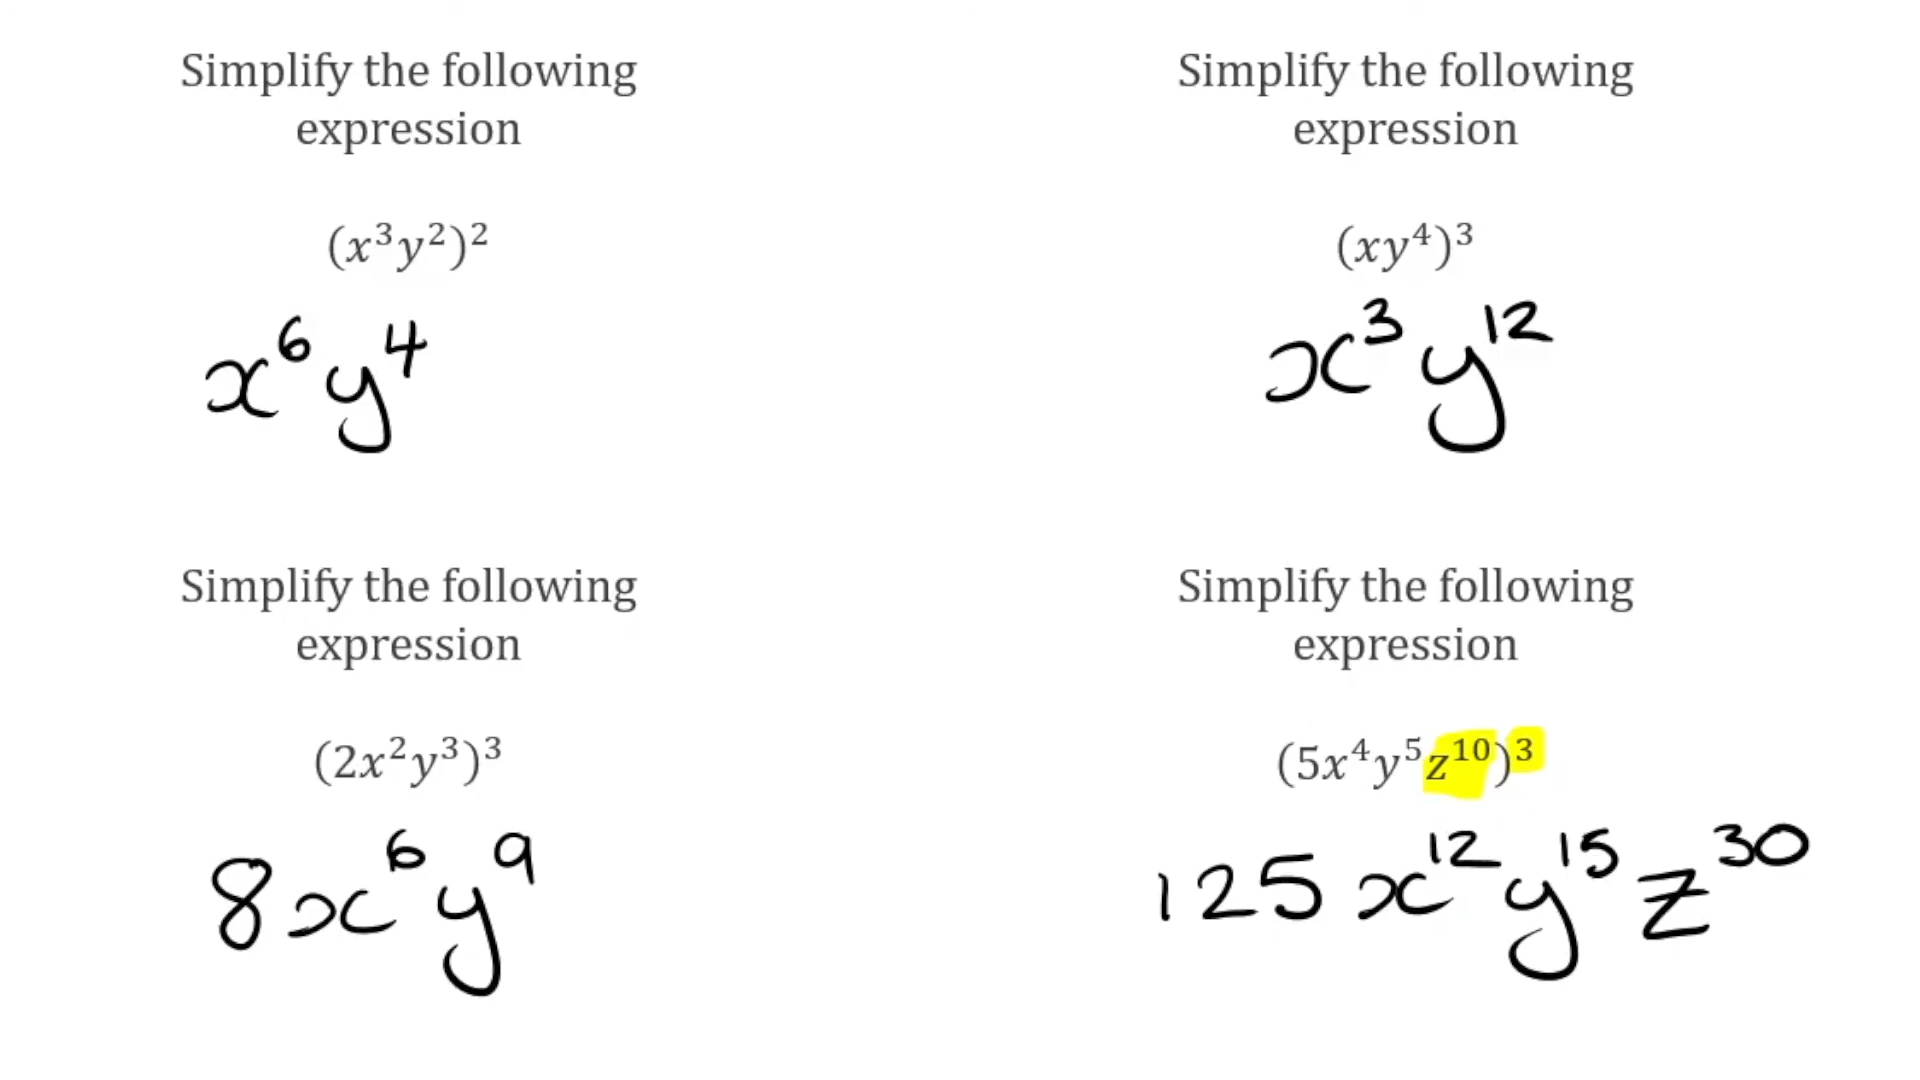 Simplify the following
expression
(x³y²)²
x⁶y⁴
Simplify the following
expression
(xy⁴)³
x³y¹²
Simplify the following
expression
(2x²y³)³
8x⁶y⁹
Simplify the following
expression
(5x⁴y⁵z¹⁰)³
125x¹²y¹⁵z³⁰